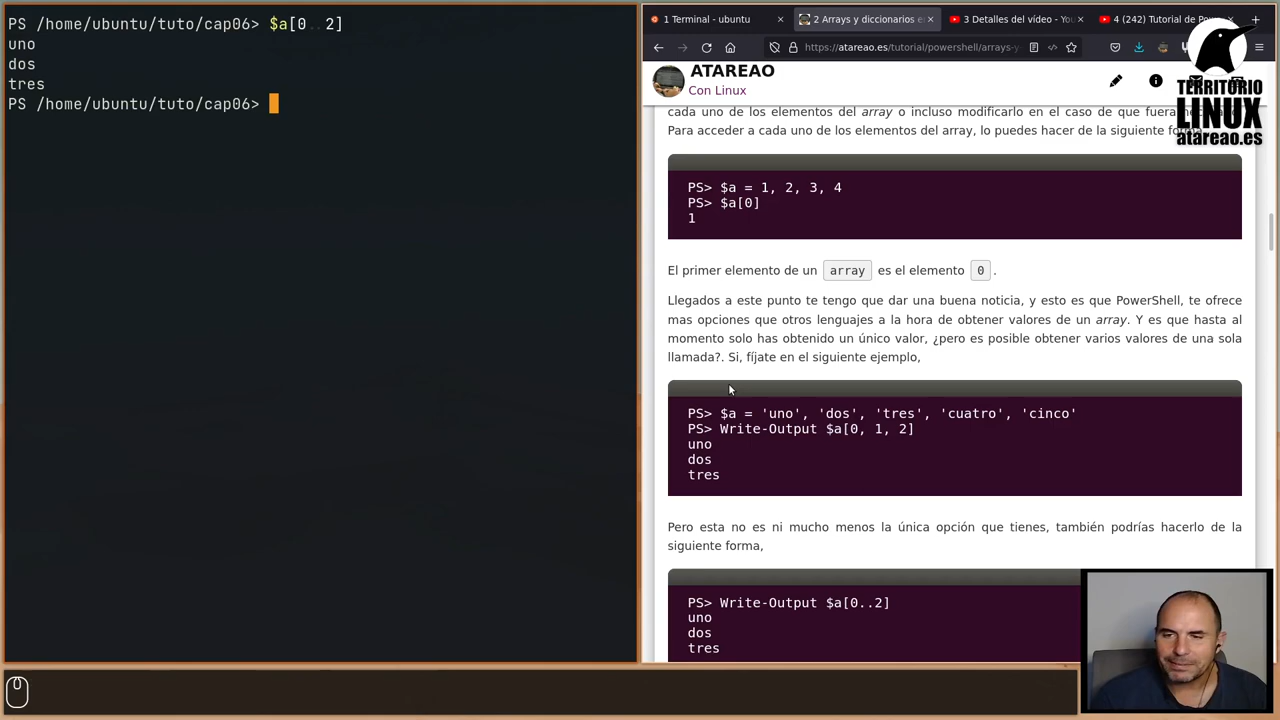 PS /home/ubuntu/tuto/cap06> $a[0..2]
uno
dos
tres
PS /home/ubuntu/tuto/cap06>
1 Terminal - ubuntu
2 Arrays y diccionarios e
3 Detalles del vídeo - You
4 (242) Tutorial de Power
https://atareao.es/tutorial/powershell/arrays-y
ATAREAO
Con Linux
TERRITORIO
LINUX
atareao.es
cada uno de los elementos del array o incluso modificarlo en el caso de que fuera
Para acceder a cada uno de los elementos del array, lo puedes hacer de la siguiente
PS> $a = 1, 2, 3, 4
PS> $a[0]
1
El primer elemento de un array es el elemento 0 .
Llegados a este punto te tengo que dar una buena noticia, y esto es que PowerShell, te ofrece
mas opciones que otros lenguajes a la hora de obtener valores de un array. Y es que hasta al
momento solo has obtenido un único valor, ¿pero es posible obtener varios valores de una sola
llamada?. Si, fíjate en el siguiente ejemplo,
PS> $a = 'uno', 'dos', 'tres', 'cuatro', 'cinco'
PS> Write-Output $a[0, 1, 2]
uno
dos
tres
Pero esta no es ni mucho menos la única opción que tienes, también podrías hacerlo de la
siguiente forma,
PS> Write-Output $a[0..2]
uno
dos
tres